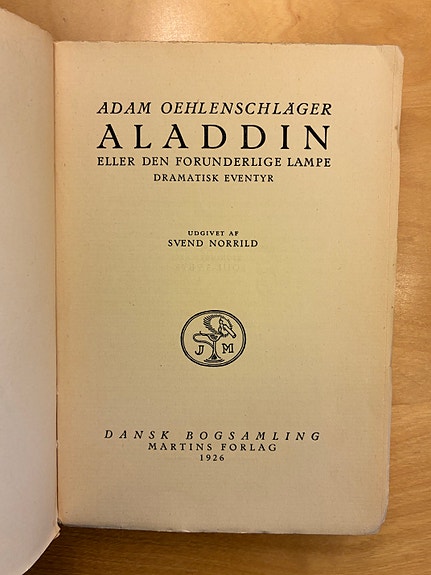 ADAM OEHLENSCHLÄGER
ALADDIN
ELLER DEN FORUNDERLIGE LAMPE
DRAMATISK EVENTYR
UDGIVET AF
SVEND NORRILD
J M
DANSK BOGSAMLING
MARTINS FORLAG
1926